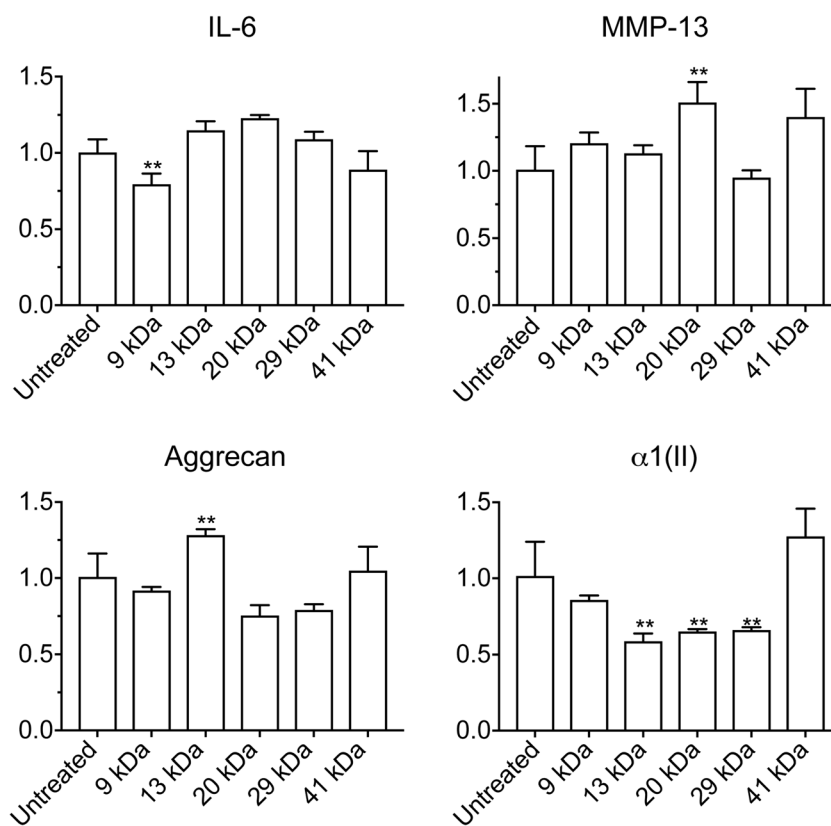 IL-6
1.5
1.0
0.5
0.0
**
Untreated
9 kDa
13 kDa
20 kDa
29 kDa
41 kDa
MMP-13
1.5
1.0
0.5
0.0
**
Untreated
9 kDa
13 kDa
20 kDa
29 kDa
41 kDa
Aggrecan
1.5
1.0
0.5
0.0
**
Untreated
9 kDa
13 kDa
20 kDa
29 kDa
41 kDa
α1(II)
1.5
1.0
0.5
0.0
** ** **
Untreated
9 kDa
13 kDa
20 kDa
29 kDa
41 kDa